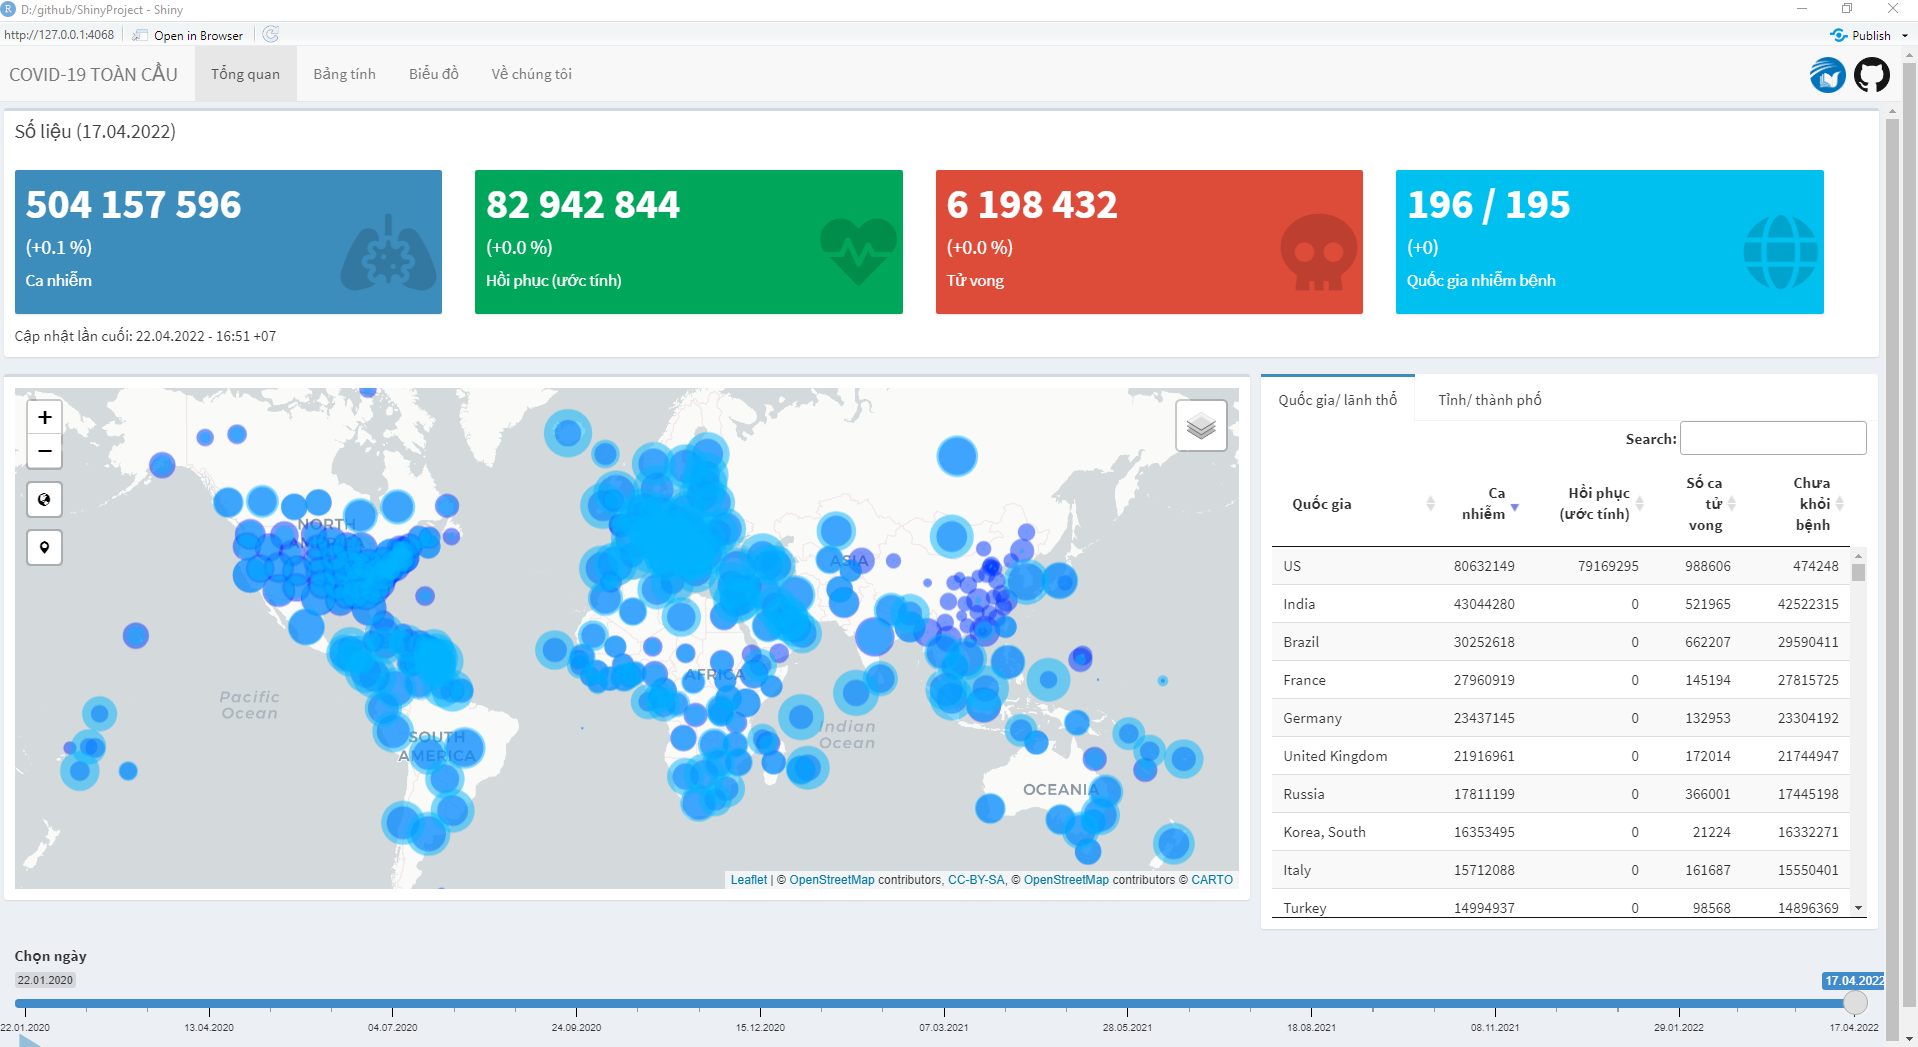 D:/github/ShinyProject - Shiny
http://127.0.0.1:4068 Open in Browser Publish
COVID-19 TOÀN CẦU Tổng quan Bảng tính Biểu đồ Về chúng tôi
Số liệu (17.04.2022)
504 157 596
(+0.1 %)
Ca nhiễm
82 942 844
(+0.0 %)
Hồi phục (ước tính)
6 198 432
(+0.0 %)
Tử vong
196 / 195
(+0)
Quốc gia nhiễm bệnh
Cập nhật lần cuối: 22.04.2022 - 16:51 +07
+
−
NORTH
AMERICA
ASIA
AFRICA
Pacific
Ocean
Indian
Ocean
SOUTH
AMERICA
OCEANIA
Leaflet | © OpenStreetMap contributors, CC-BY-SA, © OpenStreetMap contributors © CARTO
Quốc gia/ lãnh thổ Tỉnh/ thành phố
Search:
Quốc gia Ca nhiễm Hồi phục (ước tính) Số ca tử vong Chưa khỏi bệnh
US 80632149 79169295 988606 474248
India 43044280 0 521965 42522315
Brazil 30252618 0 662207 29590411
France 27960919 0 145194 27815725
Germany 23437145 0 132953 23304192
United Kingdom 21916961 0 172014 21744947
Russia 17811199 0 366001 17445198
Korea, South 16353495 0 21224 16332271
Italy 15712088 0 161687 15550401
Turkey 14994937 0 98568 14896369
Chọn ngày
22.01.2020 17.04.2022
22.01.2020 13.04.2020 04.07.2020 24.09.2020 15.12.2020 07.03.2021 28.05.2021 18.08.2021 08.11.2021 29.01.2022 17.04.2022